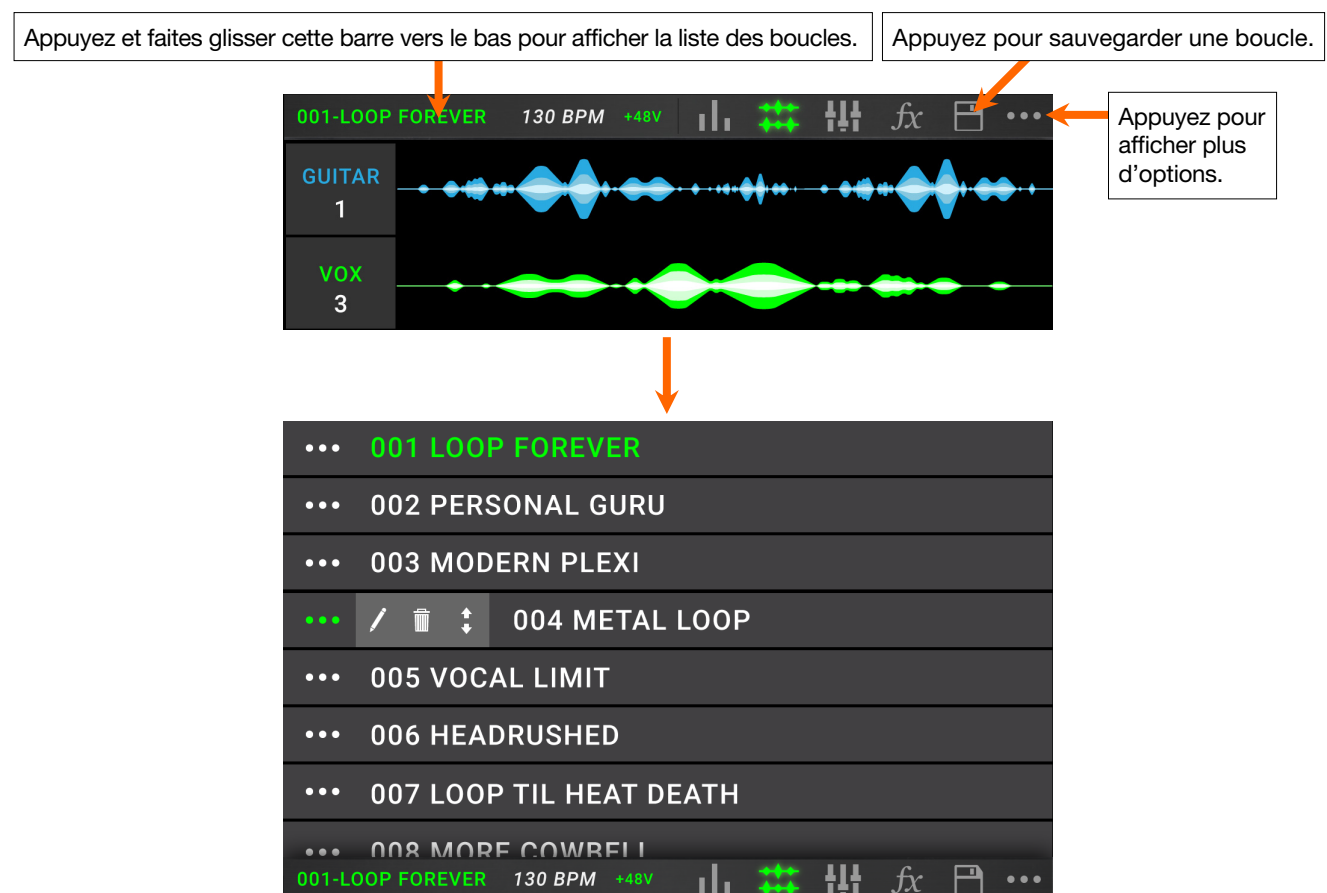 Appuyez et faites glisser cette barre vers le bas pour afficher la liste des boucles.
Appuyez pour sauvegarder une boucle.
001-LOOP FOREVER 130 BPM +48V fx
Appuyez pour
afficher plus
d’options.
GUITAR
1
VOX
3
001 LOOP FOREVER
002 PERSONAL GURU
003 MODERN PLEXI
004 METAL LOOP
005 VOCAL LIMIT
006 HEADRUSHED
007 LOOP TIL HEAT DEATH
008 MORE COWBELL
001-LOOP FOREVER 130 BPM +48V fx